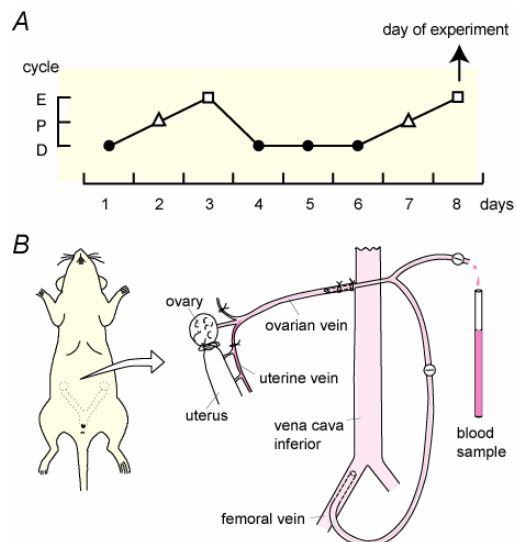 A
day of experiment
cycle
E
P
D
1 2 3 4 5 6 7 8 days
B
ovary
ovarian vein
uterine vein
uterus
vena cava
inferior
blood
sample
femoral vein